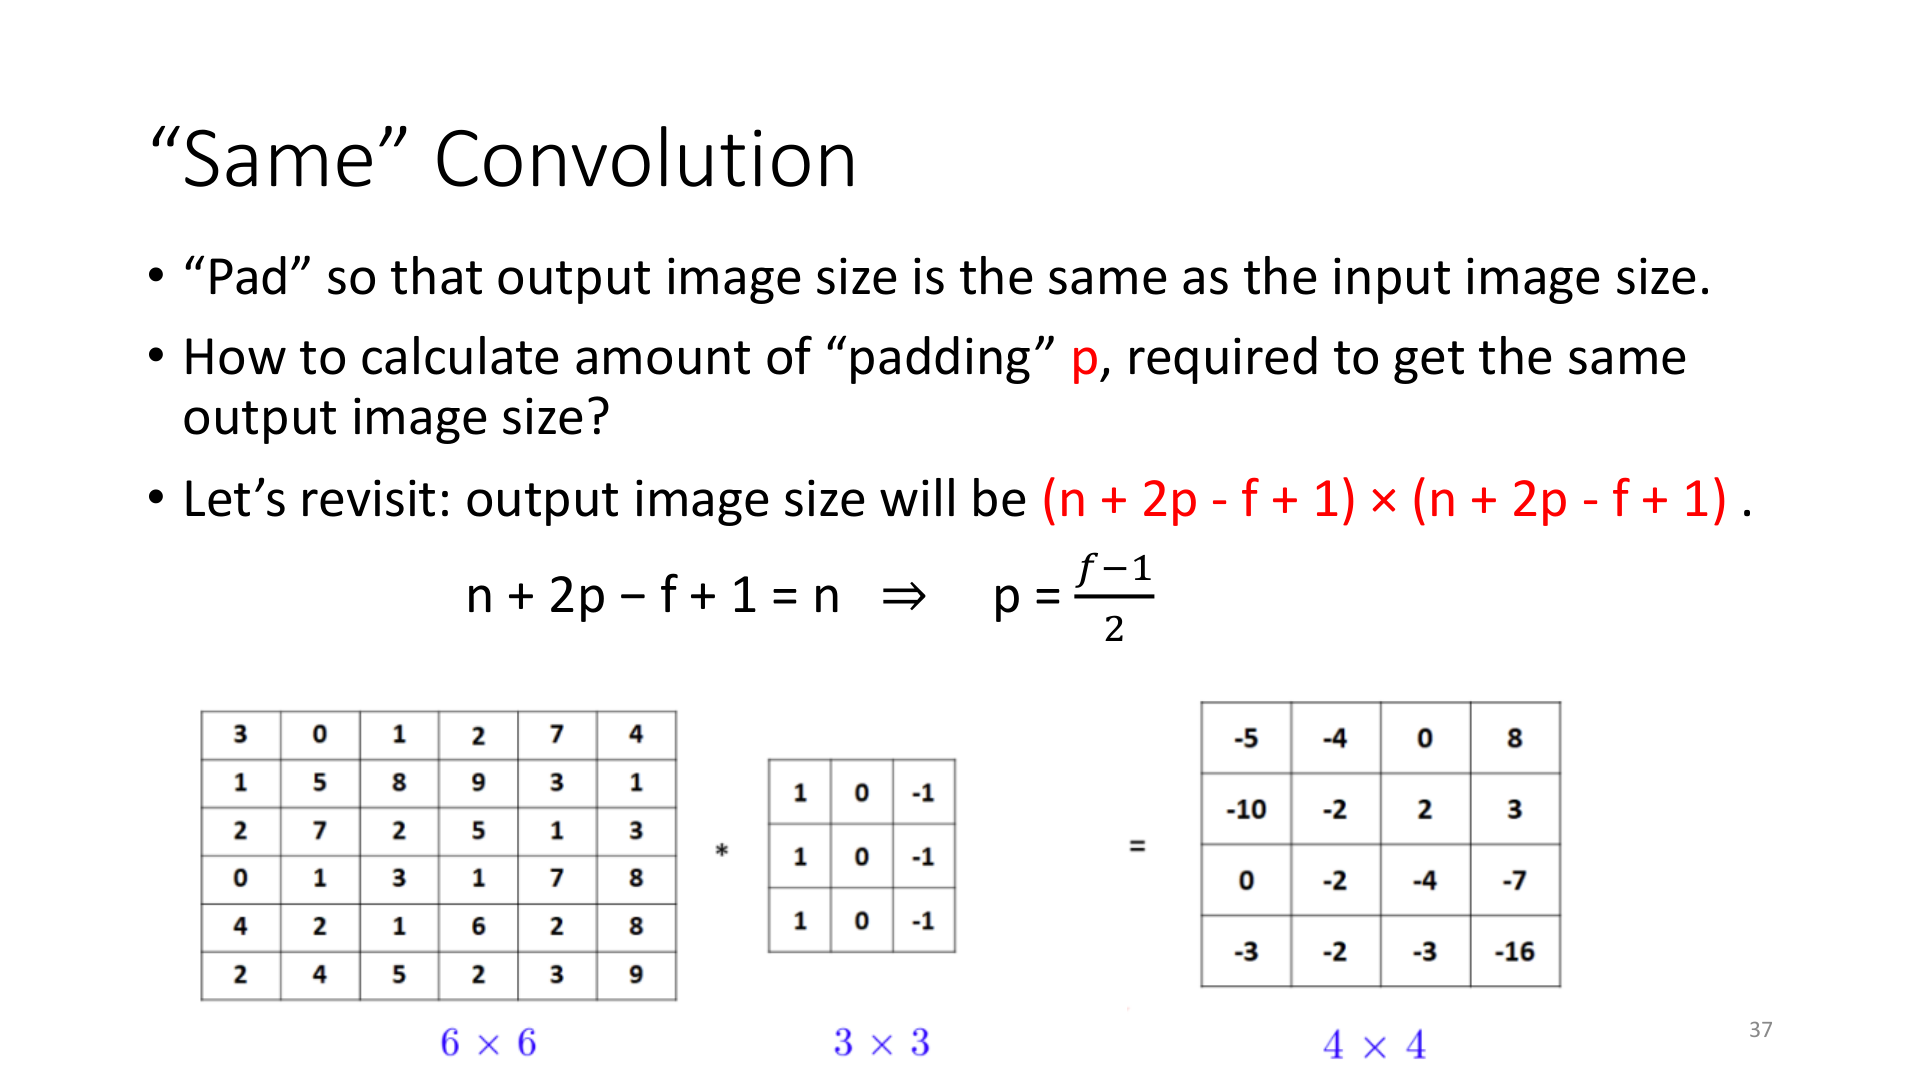 “Same” Convolution
• “Pad” so that output image size is the same as the input image size.
• How to calculate amount of “padding” p, required to get the same
output image size?
• Let’s revisit: output image size will be (n + 2p - f + 1) × (n + 2p - f + 1) .
n + 2p − f + 1 = n ⇒ p = f−1
2
3 0 1 2 7 4
1 5 8 9 3 1
2 7 2 5 1 3
0 1 3 1 7 8
4 2 1 6 2 8
2 4 5 2 3 9
6 × 6
*
1 0 -1
1 0 -1
1 0 -1
3 × 3
=
-5 -4 0 8
-10 -2 2 3
0 -2 -4 -7
-3 -2 -3 -16
4 × 4
37